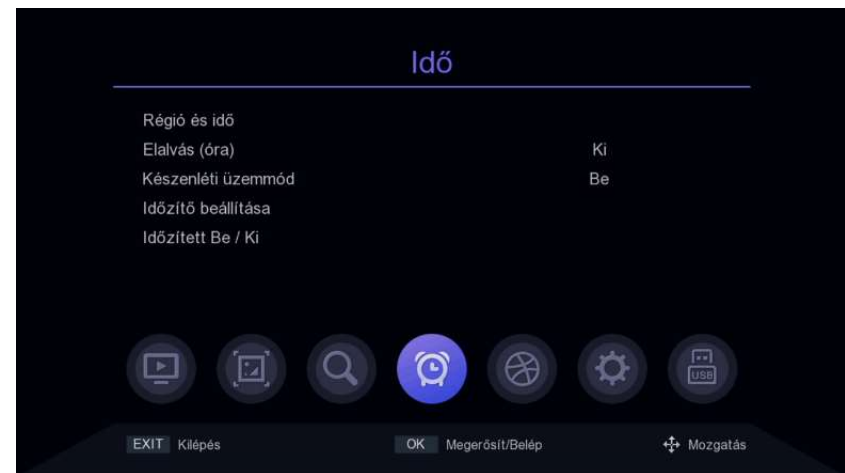 Idő
Régió és idő
Elalvás (óra) Ki
Készenléti üzemmód Be
Időzítő beállítása
Időzített Be / Ki
USB
EXIT Kilépés OK Megerősít/Belép Mozgatás